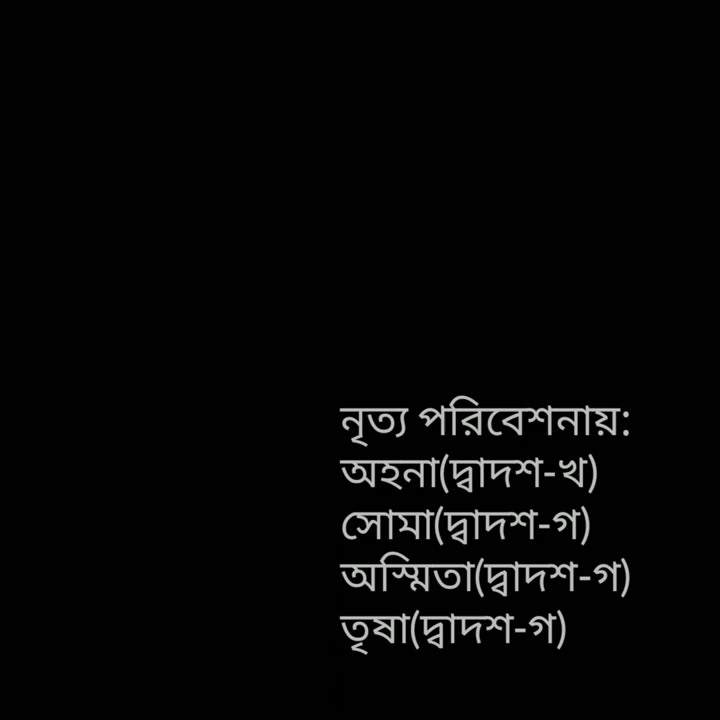 নৃত্য পরিবেশনায়:
অহনা(দ্বাদশ-খ)
সোমা(দ্বাদশ-গ)
অস্মিতা(দ্বাদশ-গ)
তৃষা(দ্বাদশ-গ)